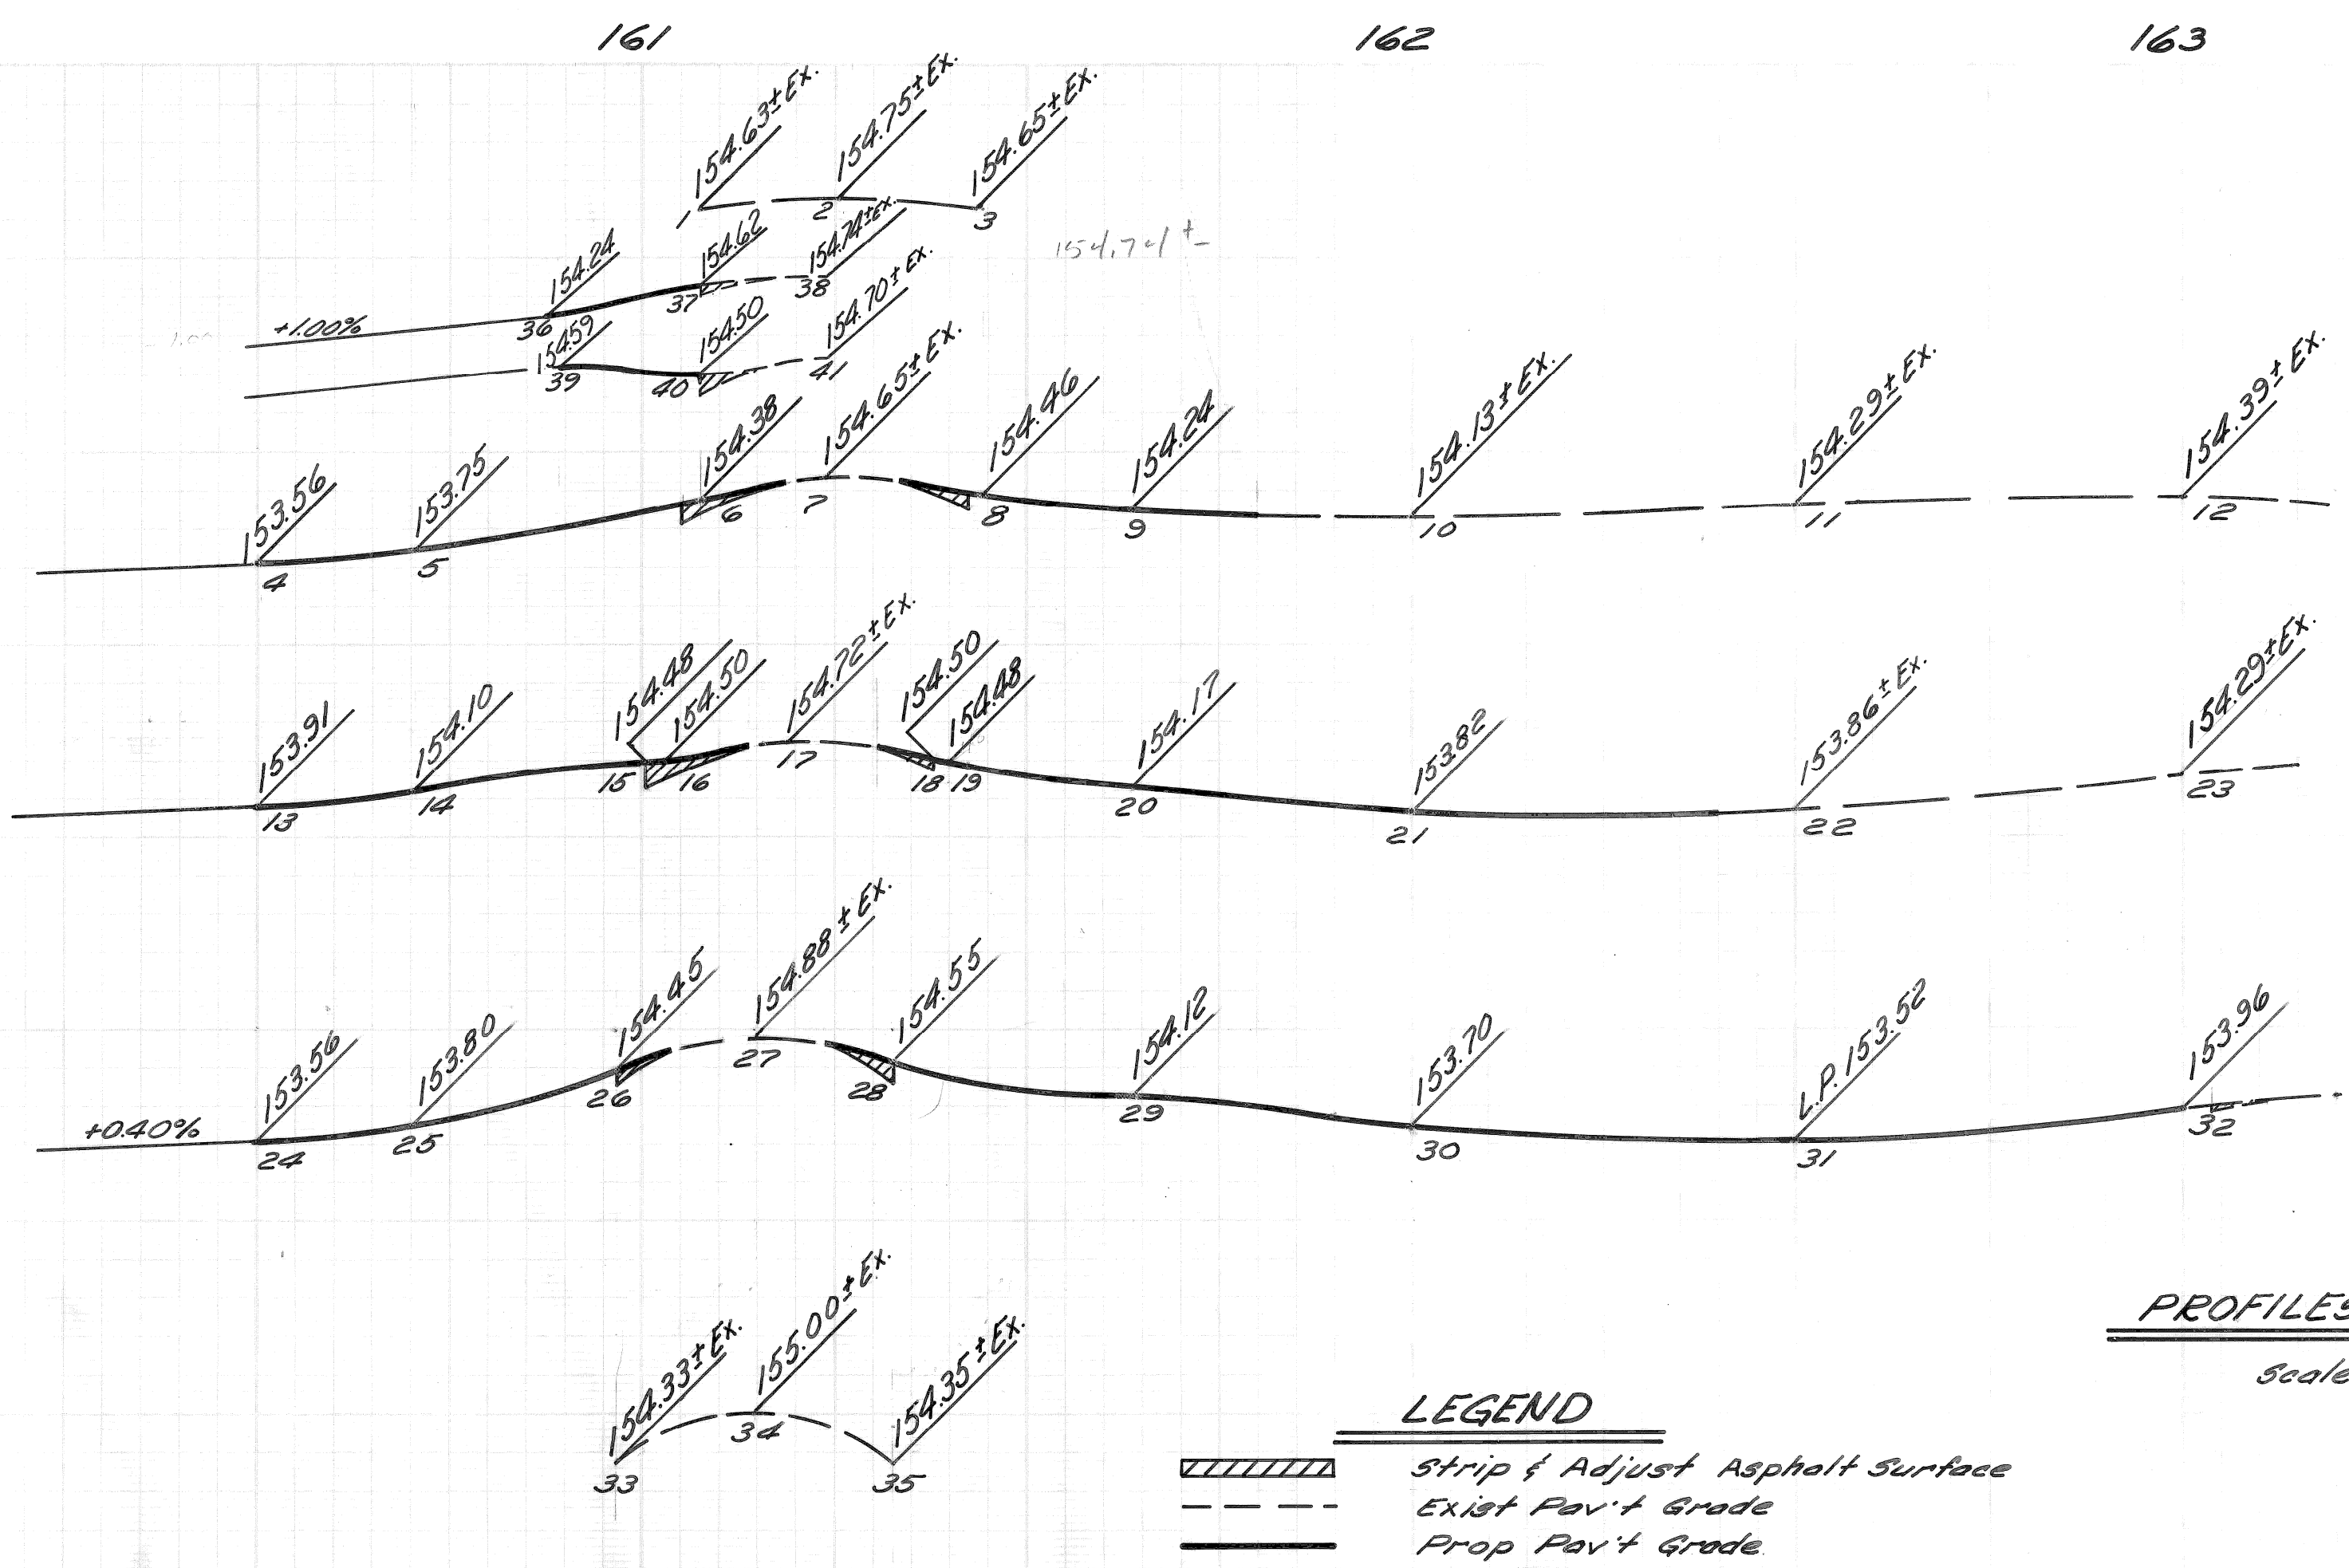 161 162 163
154.63± Ex. 154.75± Ex. 154.65± Ex.
1 2 3
154.24 154.62 154.74± Ex. 154.74±
+1.00% 36 37 38
154.59 154.50 154.70± Ex.
39 40 41
153.56 153.75 154.38 154.65± Ex. 154.46 154.24 154.13± Ex. 154.29± Ex. 154.39± Ex.
4 5 6 7 8 9 10 11 12
153.91 154.10 154.48 154.50 154.72± Ex. 154.50 154.48 154.17 153.82 153.86± Ex. 154.29± Ex.
13 14 15 16 17 18 19 20 21 22 23
153.56 153.80 154.45 154.88± Ex. 154.55 154.12 153.70 L.P. 153.52 153.96
+0.40% 24 25 26 27 28 29 30 31 32
154.33± Ex. 155.00± Ex. 154.35± Ex.
33 34 35
PROFILES
Scale
LEGEND
Strip & Adjust Asphalt Surface
Exist Pav't Grade
Prop Pav't Grade